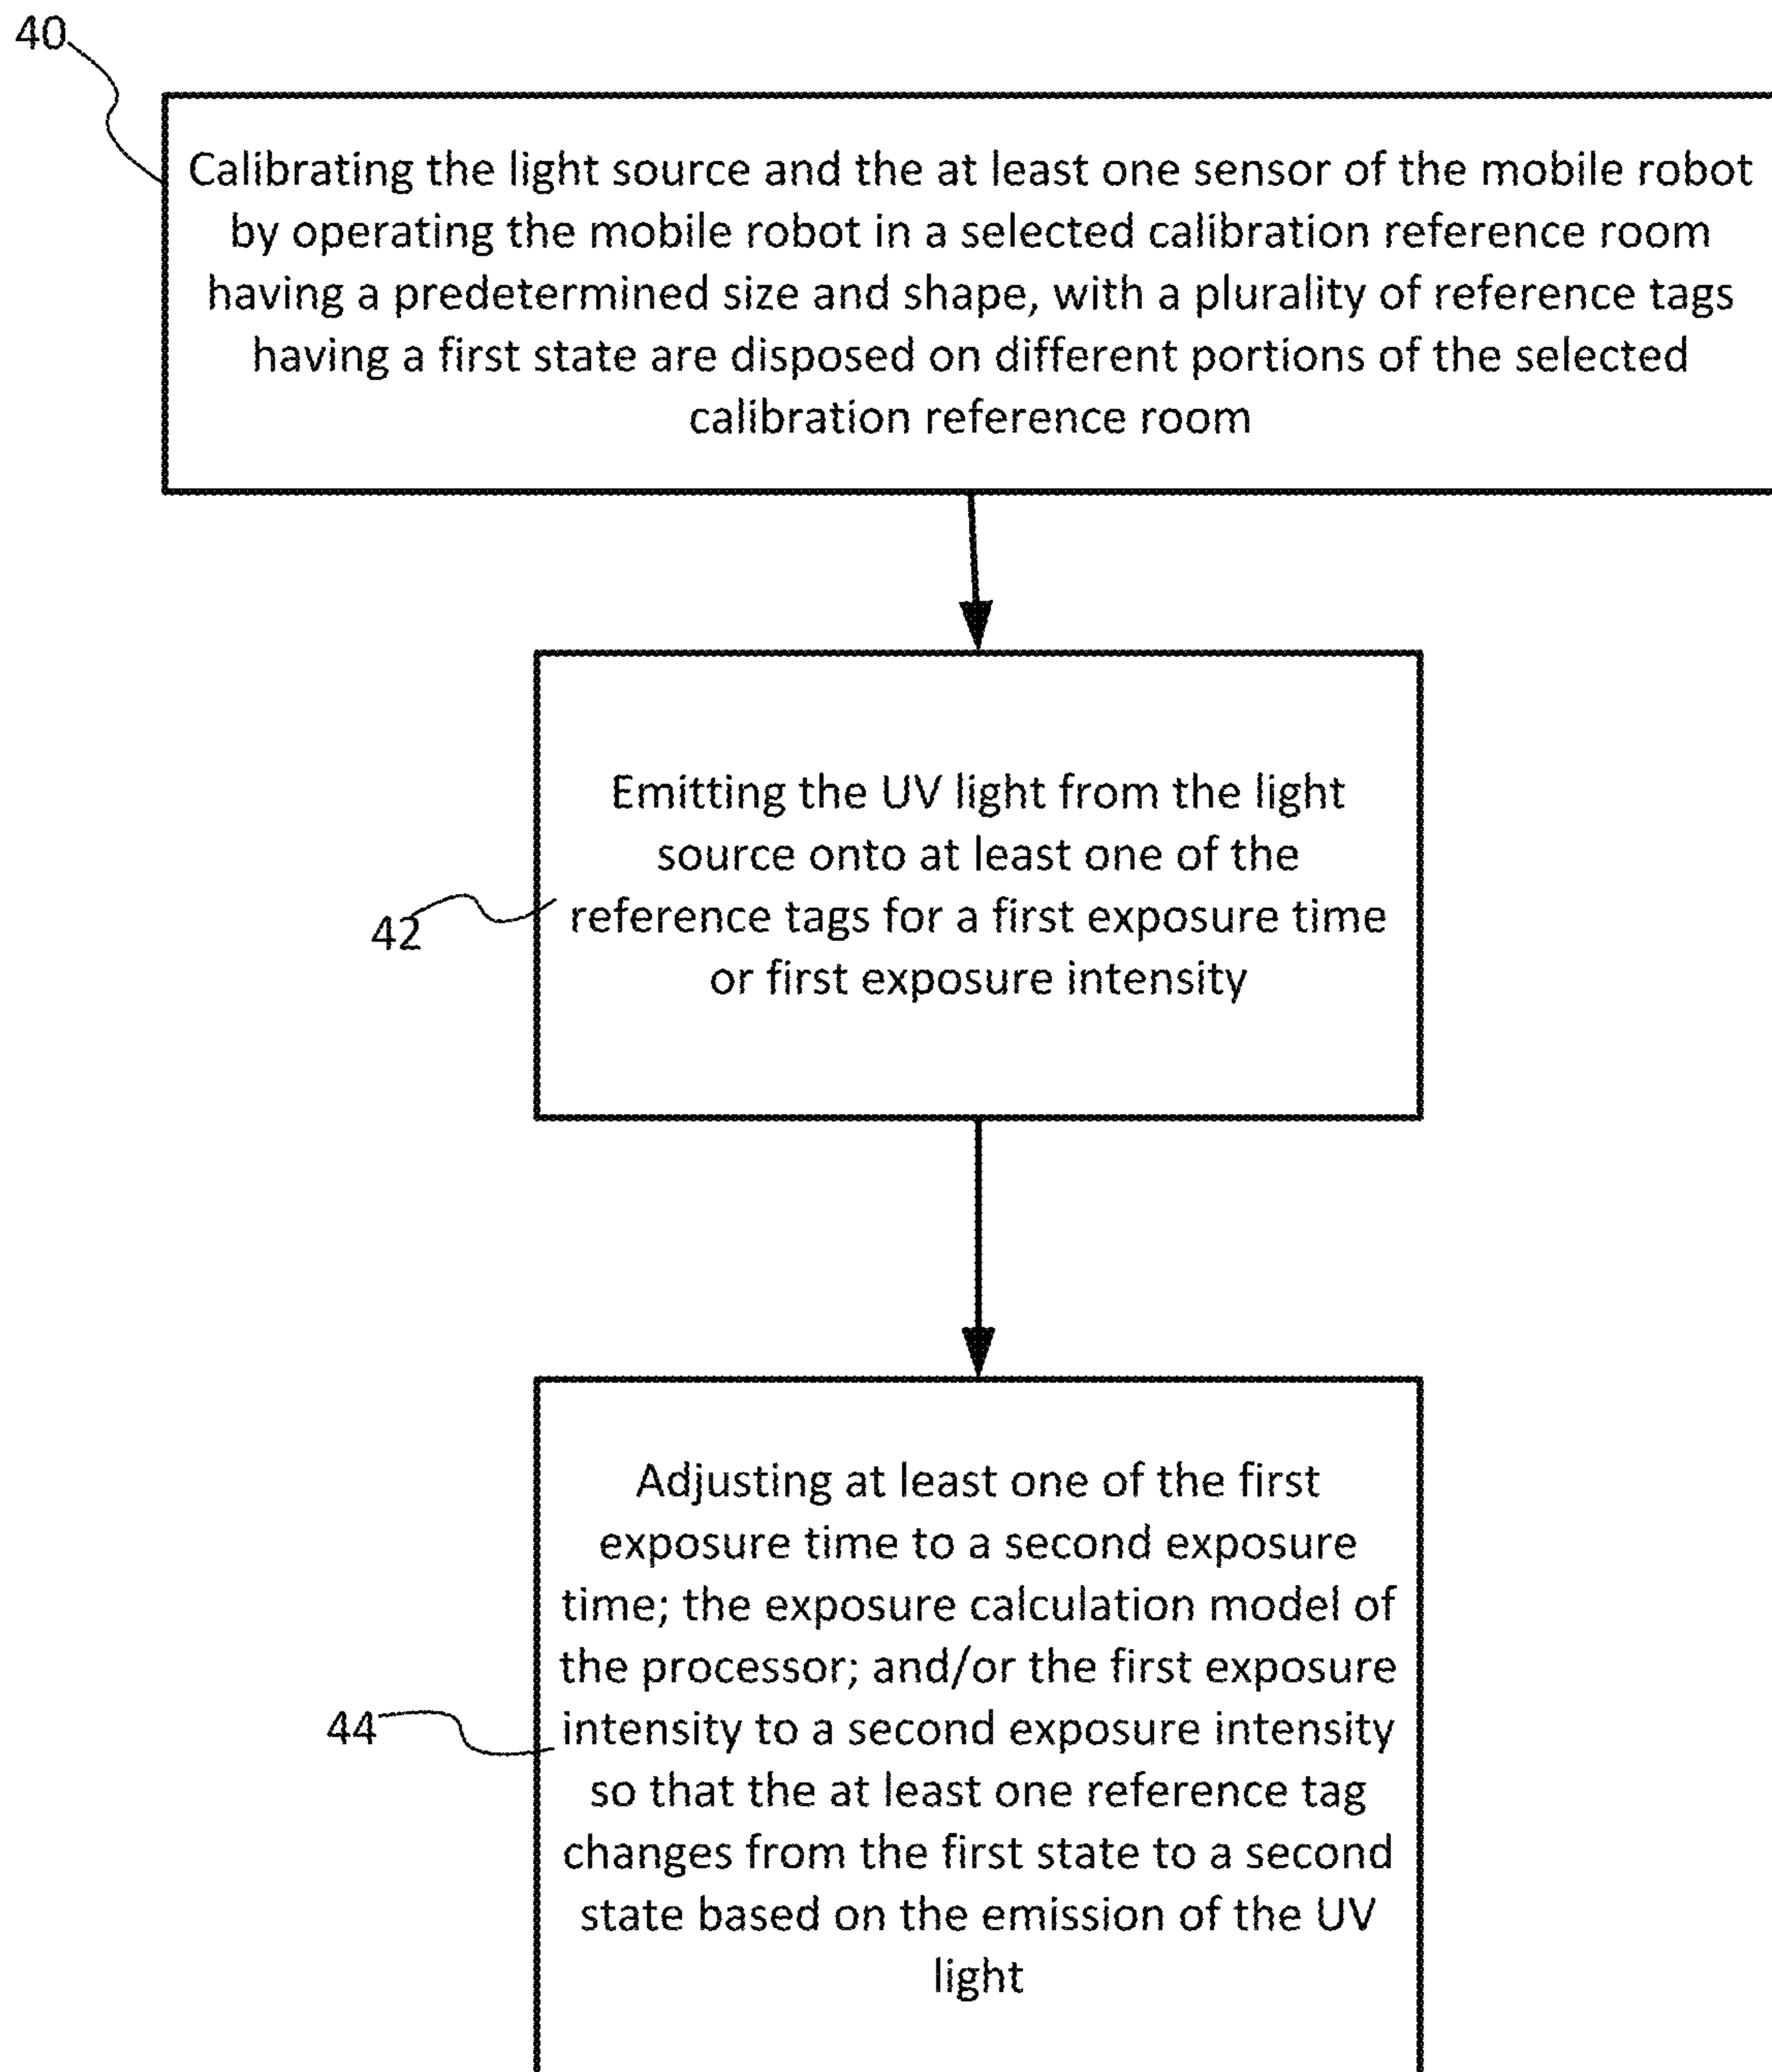 40
Calibrating the light source and the at least one sensor of the mobile robot
by operating the mobile robot in a selected calibration reference room
having a predetermined size and shape, with a plurality of reference tags
having a first state are disposed on different portions of the selected
calibration reference room
Emitting the UV light from the light
source onto at least one of the
reference tags for a first exposure time
or first exposure intensity
42
Adjusting at least one of the first
exposure time to a second exposure
time; the exposure calculation model of
the processor; and/or the first exposure
intensity to a second exposure intensity
so that the at least one reference tag
changes from the first state to a second
state based on the emission of the UV
light
44